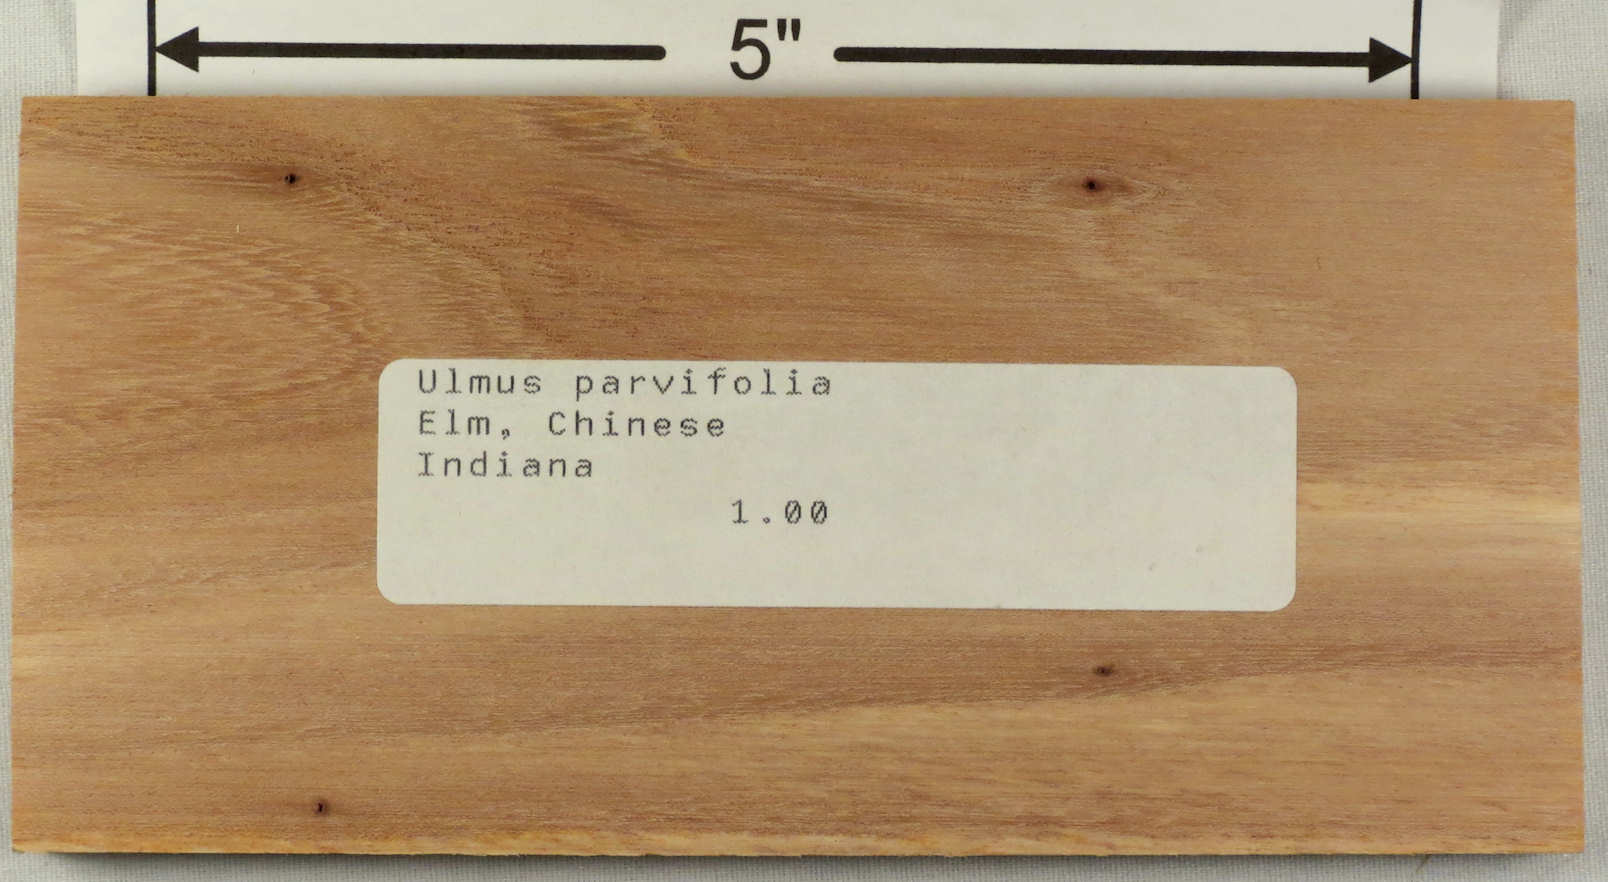 5"
Ulmus parvifolia
Elm, Chinese
Indiana
1.00